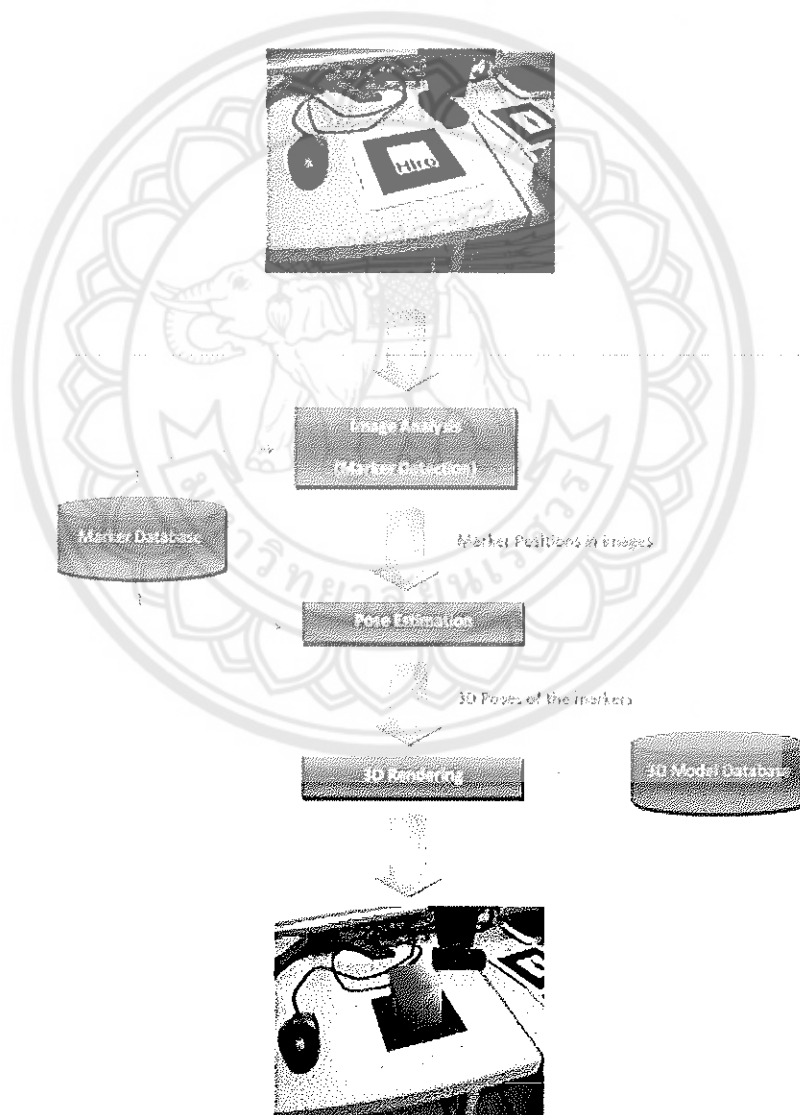 Hiro
Image Analysis
(Marker Detection)
Marker Database
Market Positions in images
Pose Estimation
3D Poses of the markers
3D Rendering
3D Model Database